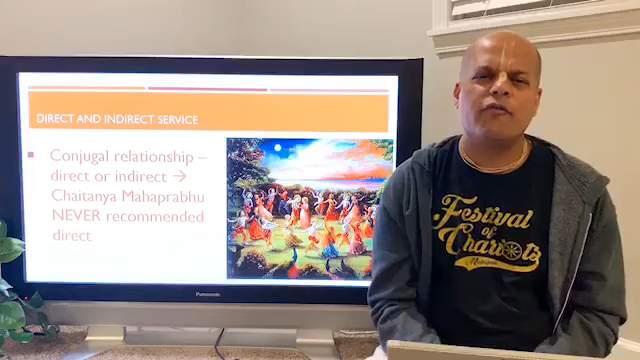 DIRECT AND INDIRECT SERVICE
Conjugal relationship –
direct or indirect →
Chaitanya Mahaprabhu
NEVER recommended
direct
Panasonic
Festival
of
Chariots